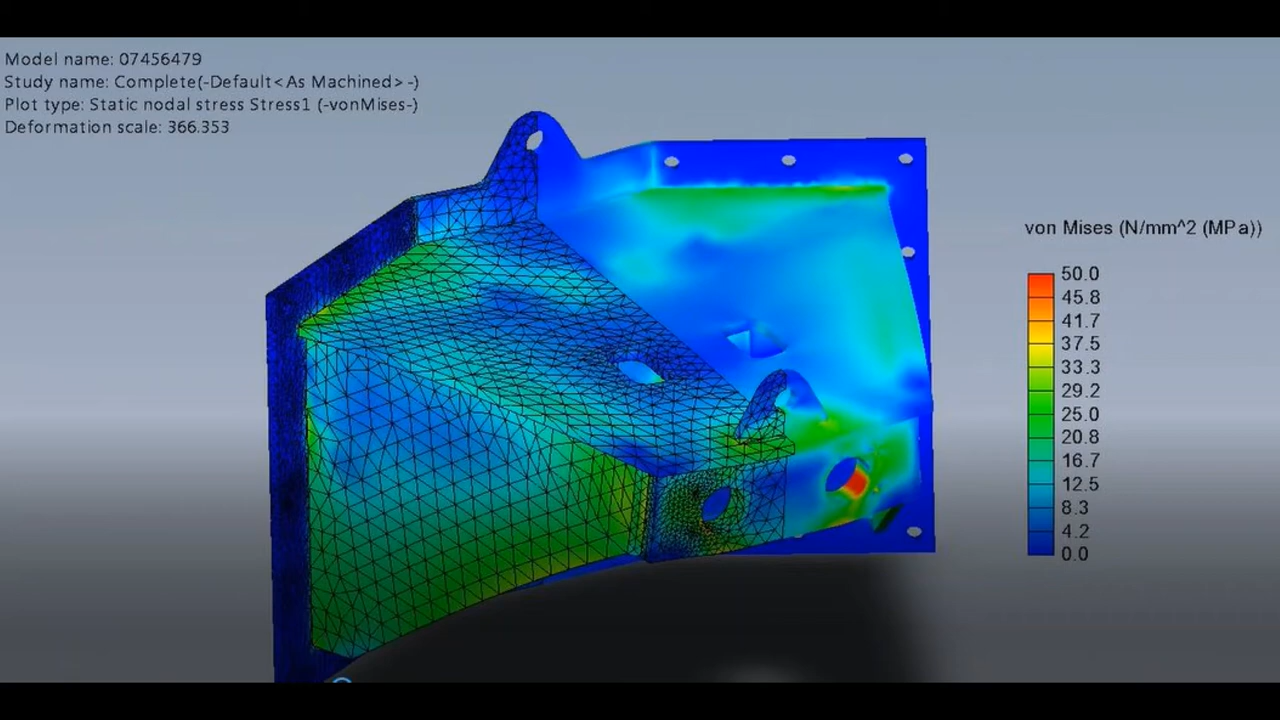 Model name: 07456479
Study name: Complete(-Default<As Machined>-)
Plot type: Static nodal stress Stress1 (-vonMises-)
Deformation scale: 366.353
von Mises (N/mm^2 (MPa))
50.0
45.8
41.7
37.5
33.3
29.2
25.0
20.8
16.7
12.5
8.3
4.2
0.0